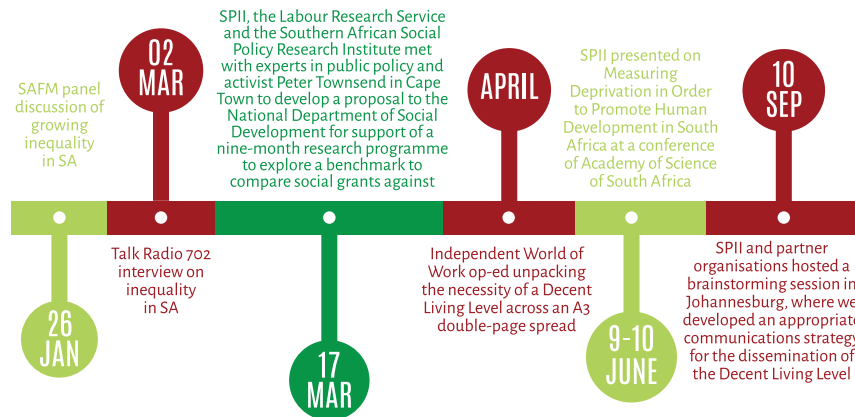 SAFM panel
discussion of
growing
inequality
in SA
26
JAN
02
MAR
Talk Radio 702
interview on
inequality
in SA
SPII, the Labour Research Service
and the Southern African Social
Policy Research Institute met
with experts in public policy and
activist Peter Townsend in Cape
Town to develop a proposal to the
National Department of Social
Development for support of a
nine-month research programme
to explore a benchmark to
compare social grants against
17
MAR
APRIL
Independent World of
Work op-ed unpacking
the necessity of a Decent
Living Level across an A3
double-page spread
SPII presented on
Measuring
Deprivation in Order
to Promote Human
Development in South
Africa at a conference
of Academy of Science
of South Africa
9-10
JUNE
10
SEP
SPII and partner
organisations hosted a
brainstorming session in
Johannesburg, where we
developed an appropriate
communications strategy
for the dissemination of
the Decent Living Level